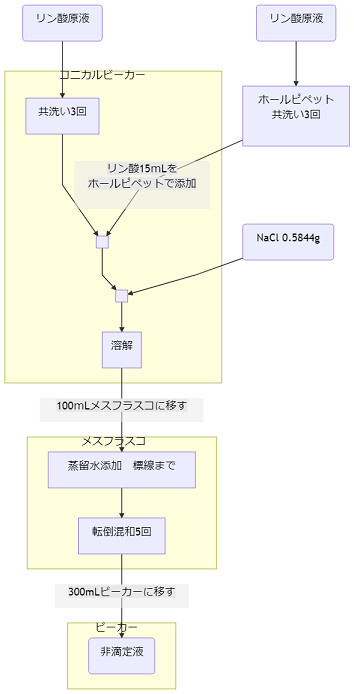 リン酸原液
リン酸原液
コニカルビーカー
共洗い3回
ホールピペット
共洗い3回
リン酸15mLを
ホールピペットで添加
NaCl 0.5844g
溶解
100mLメスフラスコに移す
メスフラスコ
蒸留水添加　標線まで
転倒混和5回
300mLビーカーに移す
ビーカー
非滴定液